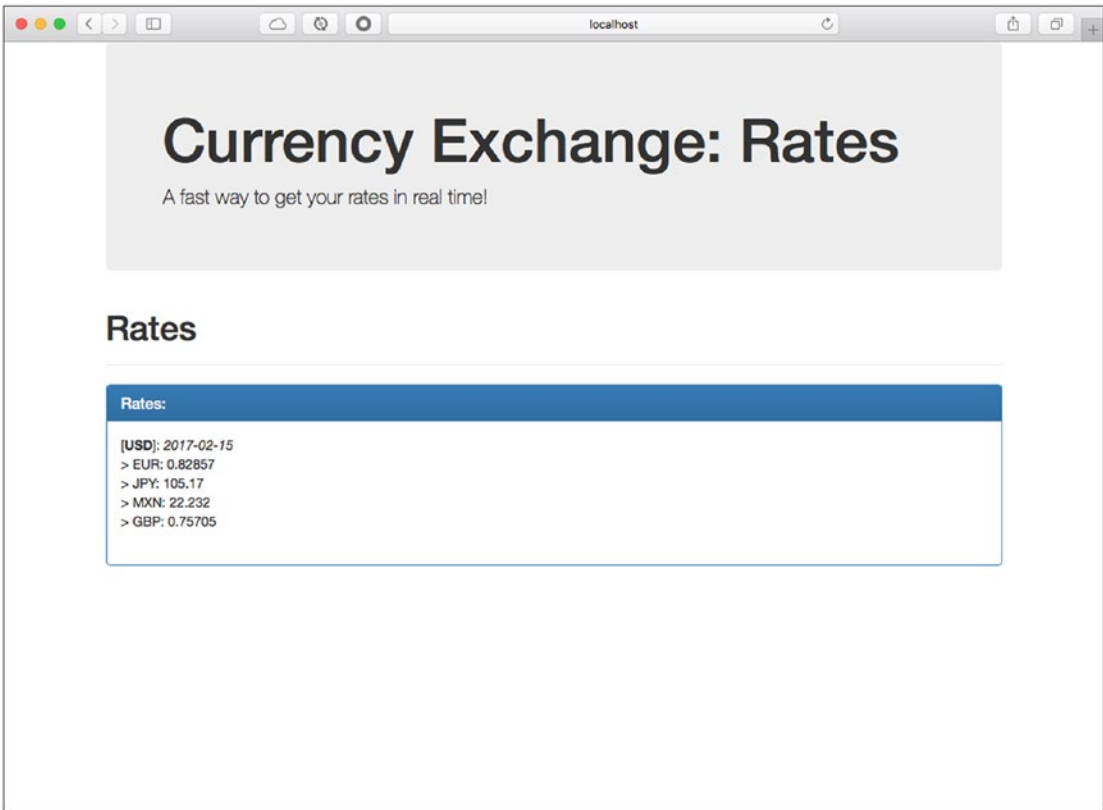 localhost
Currency Exchange: Rates
A fast way to get your rates in real time!
Rates
Rates:
[USD]: 2017-02-15
> EUR: 0.82857
> JPY: 105.17
> MXN: 22.232
> GBP: 0.75705